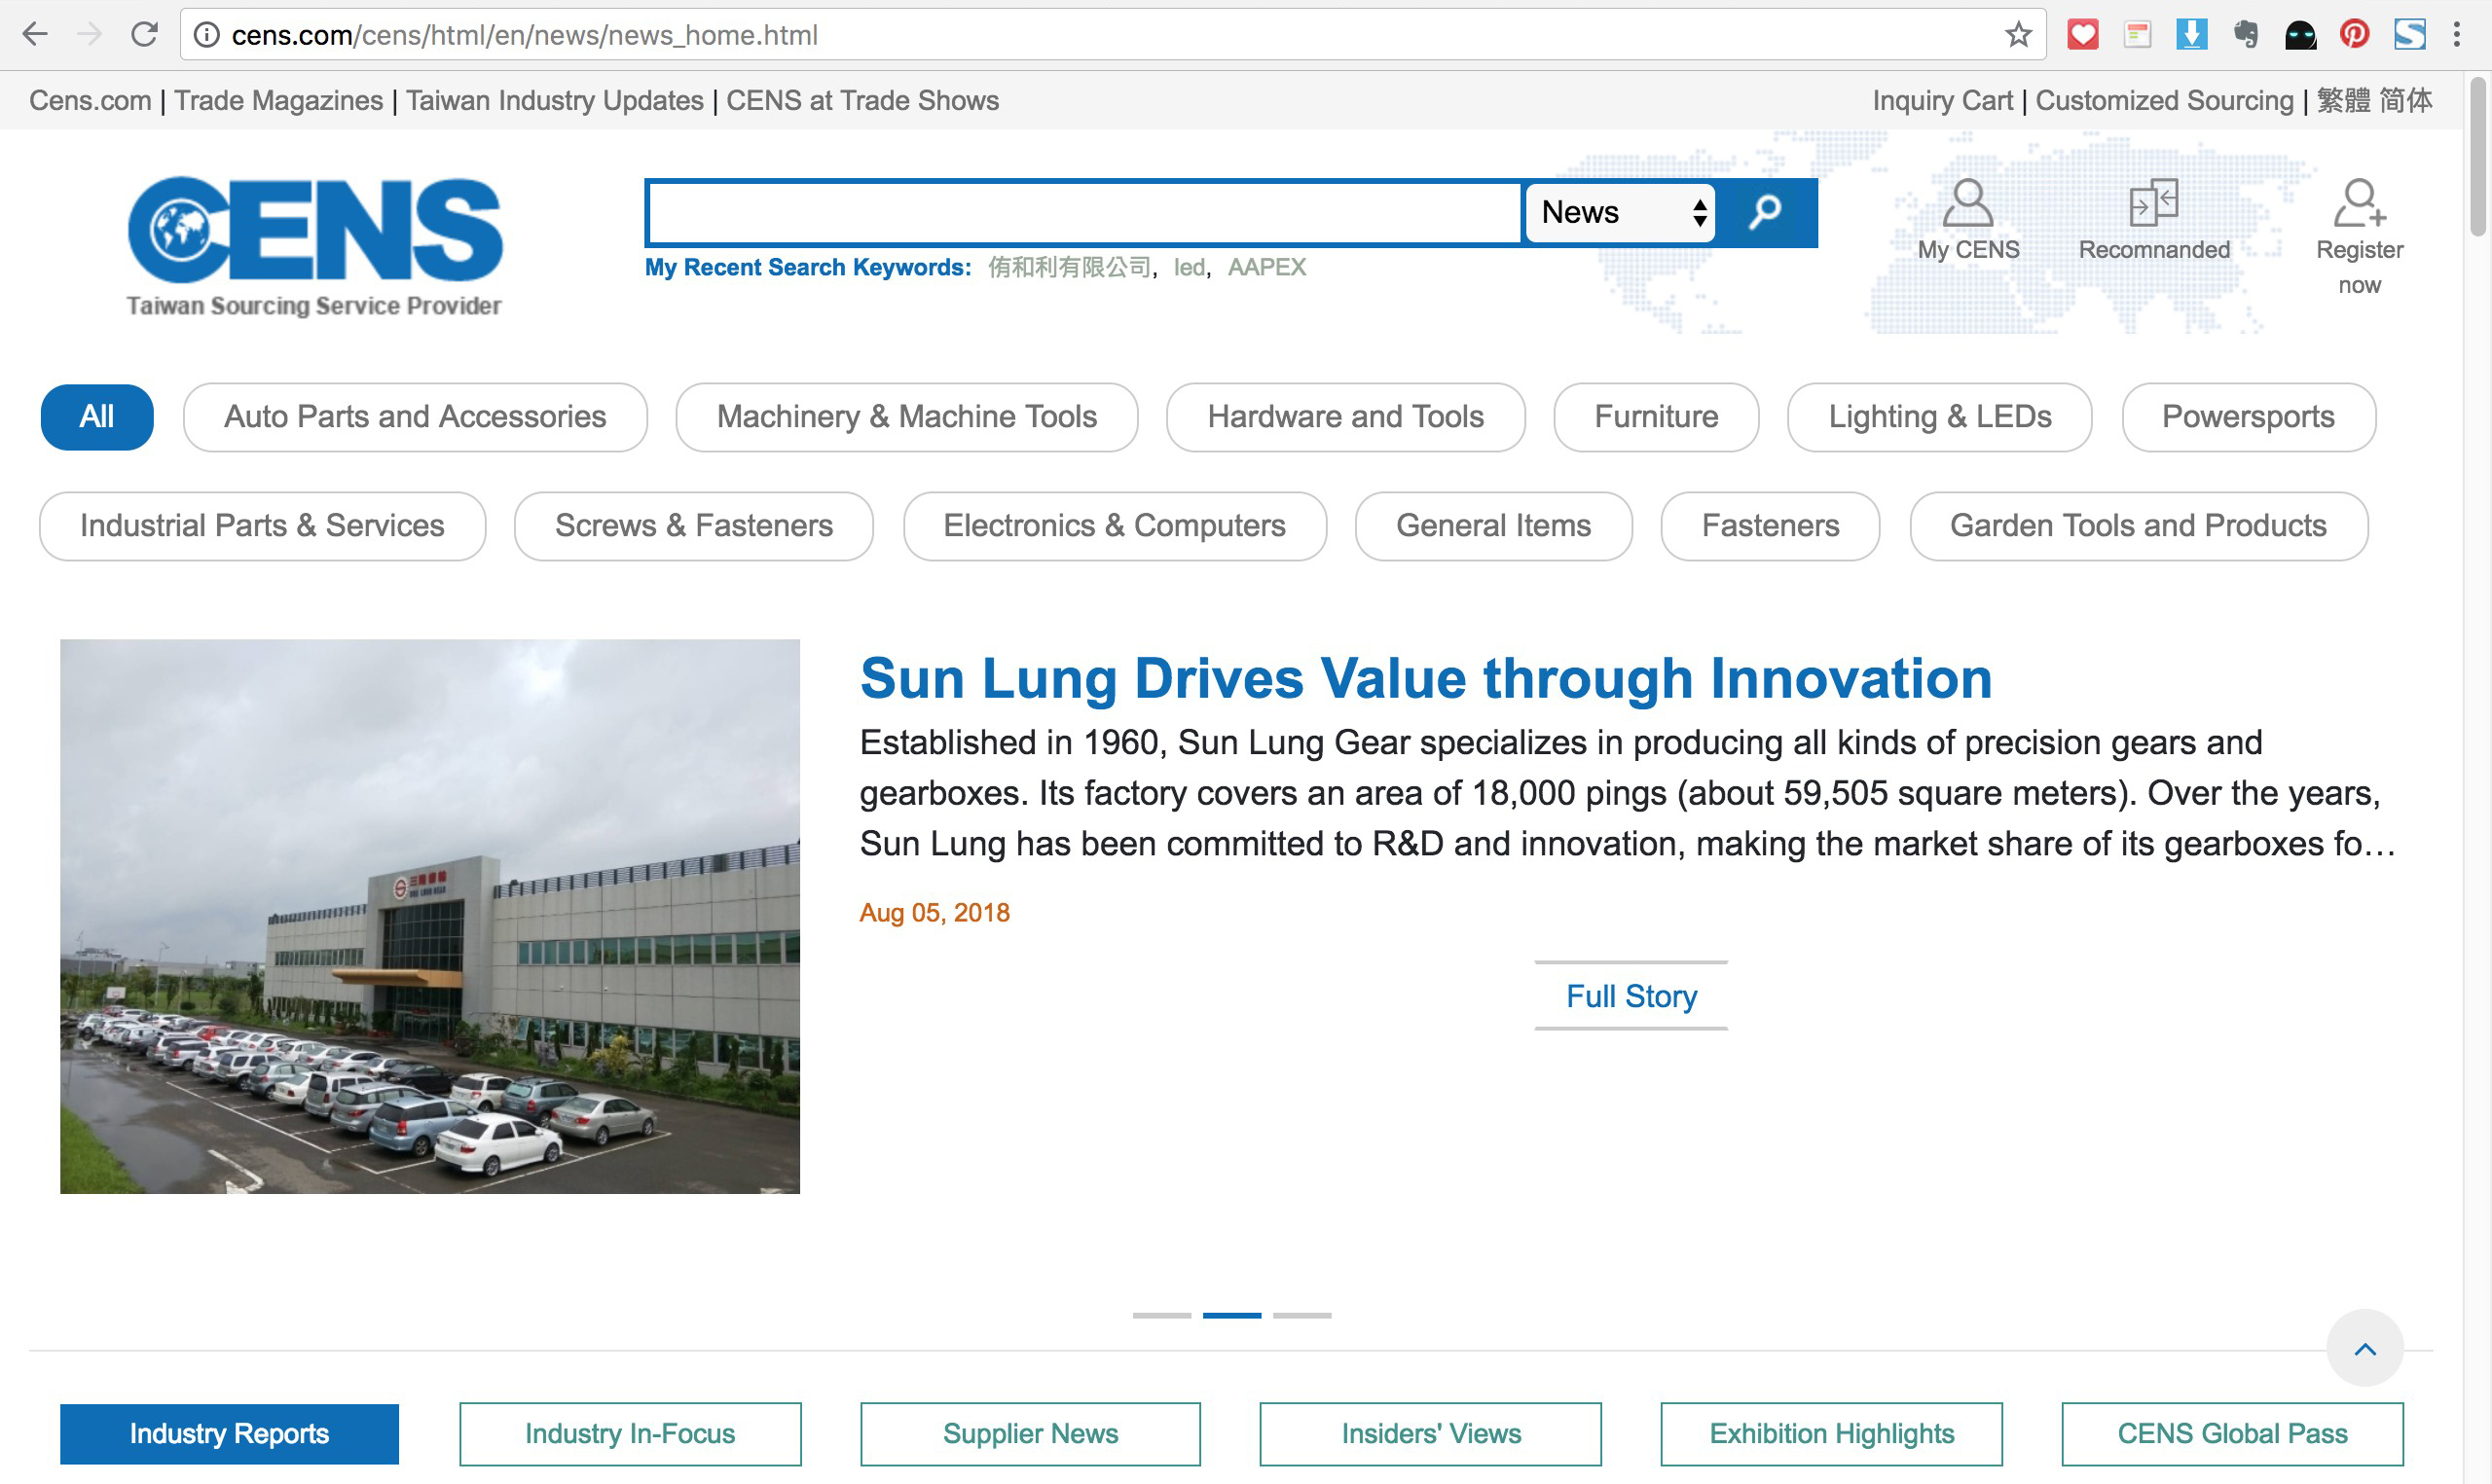 cens.com/cens/html/en/news/news_home.html
Cens.com | Trade Magazines | Taiwan Industry Updates | CENS at Trade Shows
Inquiry Cart | Customized Sourcing | 繁體 简体
CENS
Taiwan Sourcing Service Provider
News
My Recent Search Keywords: 侑和利有限公司, led, AAPEX
My CENS
Recomnanded
Register
now
All
Auto Parts and Accessories
Machinery & Machine Tools
Hardware and Tools
Furniture
Lighting & LEDs
Powersports
Industrial Parts & Services
Screws & Fasteners
Electronics & Computers
General Items
Fasteners
Garden Tools and Products
Sun Lung Drives Value through Innovation
Established in 1960, Sun Lung Gear specializes in producing all kinds of precision gears and
gearboxes. Its factory covers an area of 18,000 pings (about 59,505 square meters). Over the years,
Sun Lung has been committed to R&D and innovation, making the market share of its gearboxes fo…
Aug 05, 2018
Full Story
Industry Reports
Industry In-Focus
Supplier News
Insiders' Views
Exhibition Highlights
CENS Global Pass